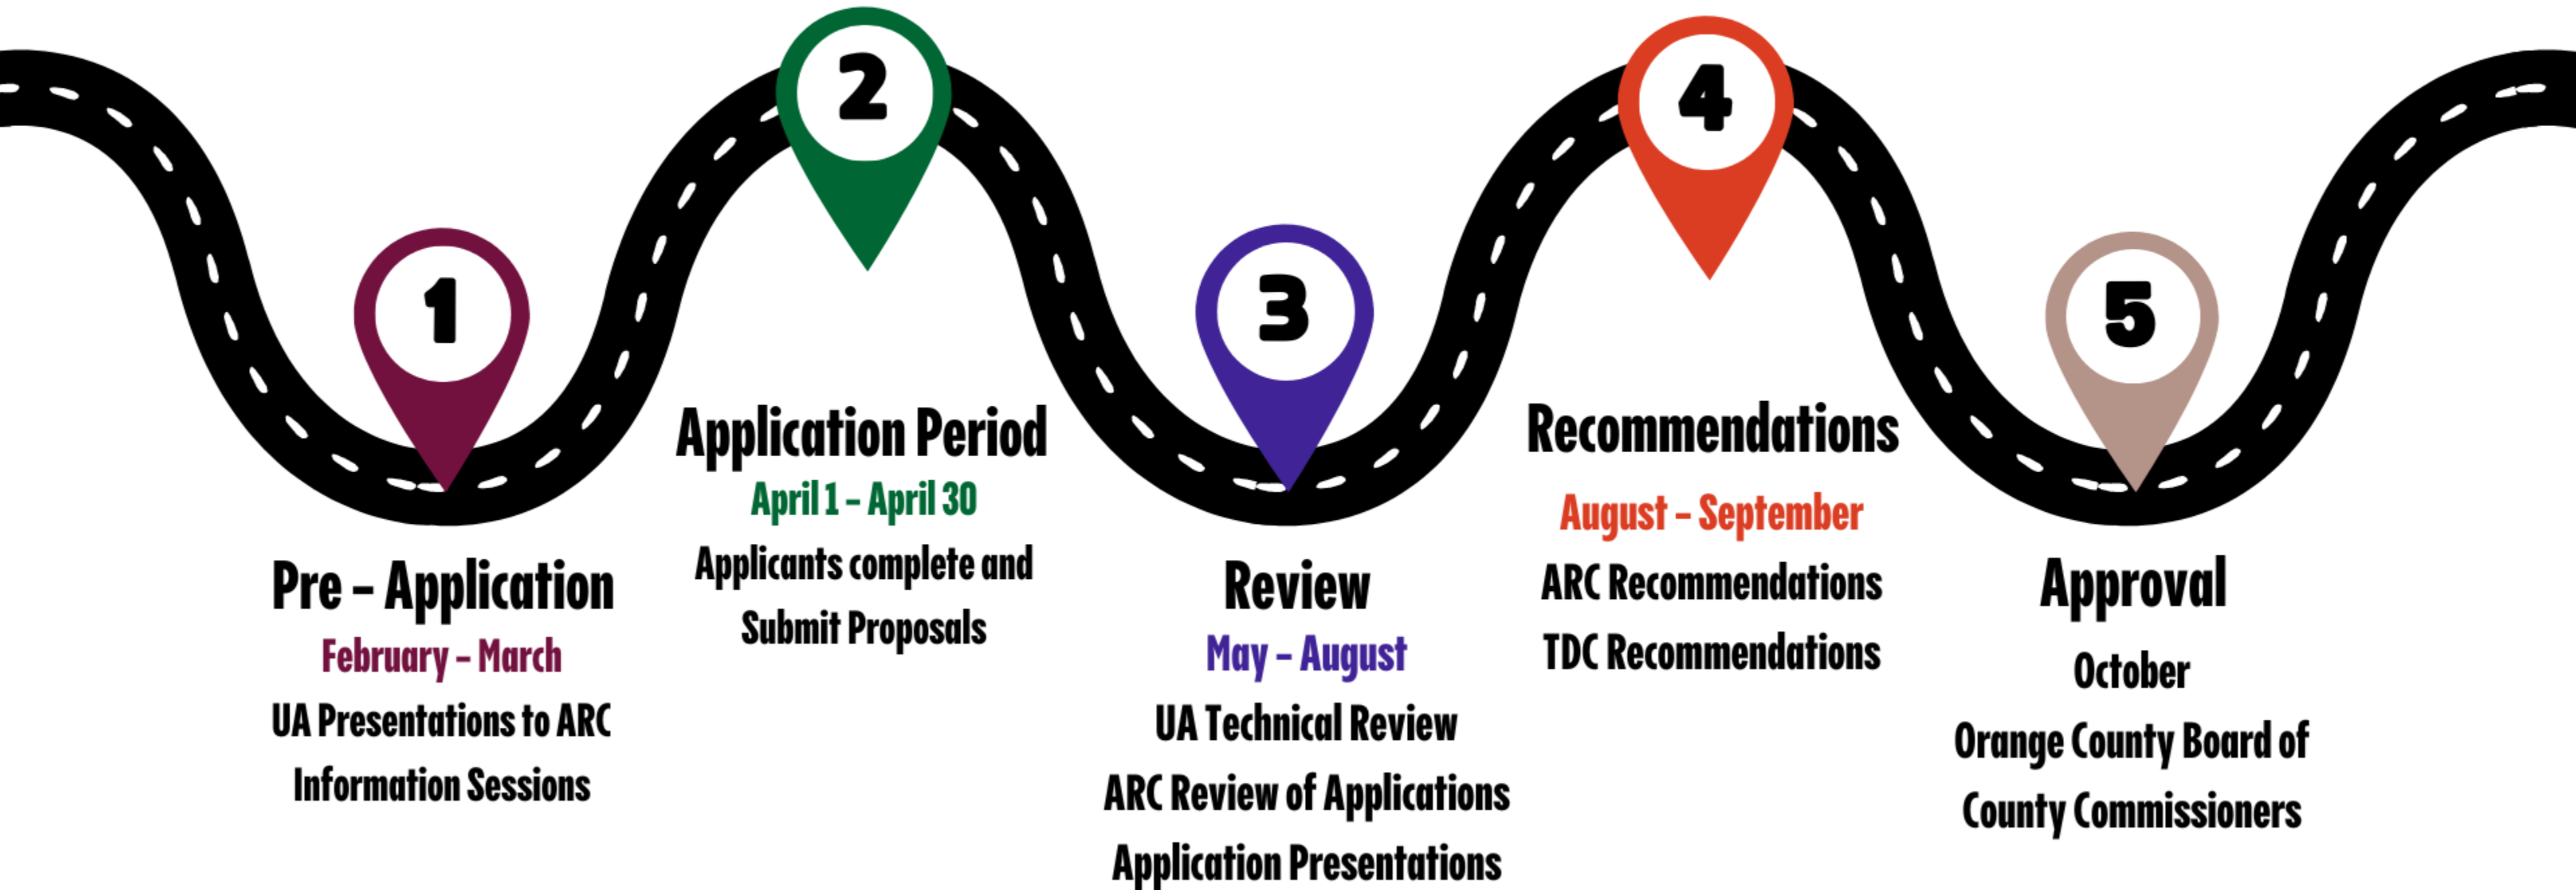 1
Pre – Application
February – March
UA Presentations to ARC
Information Sessions
2
Application Period
April 1 – April 30
Applicants complete and
Submit Proposals
3
Review
May – August
UA Technical Review
ARC Review of Applications
Application Presentations
4
Recommendations
August – September
ARC Recommendations
TDC Recommendations
5
Approval
October
Orange County Board of
County Commissioners